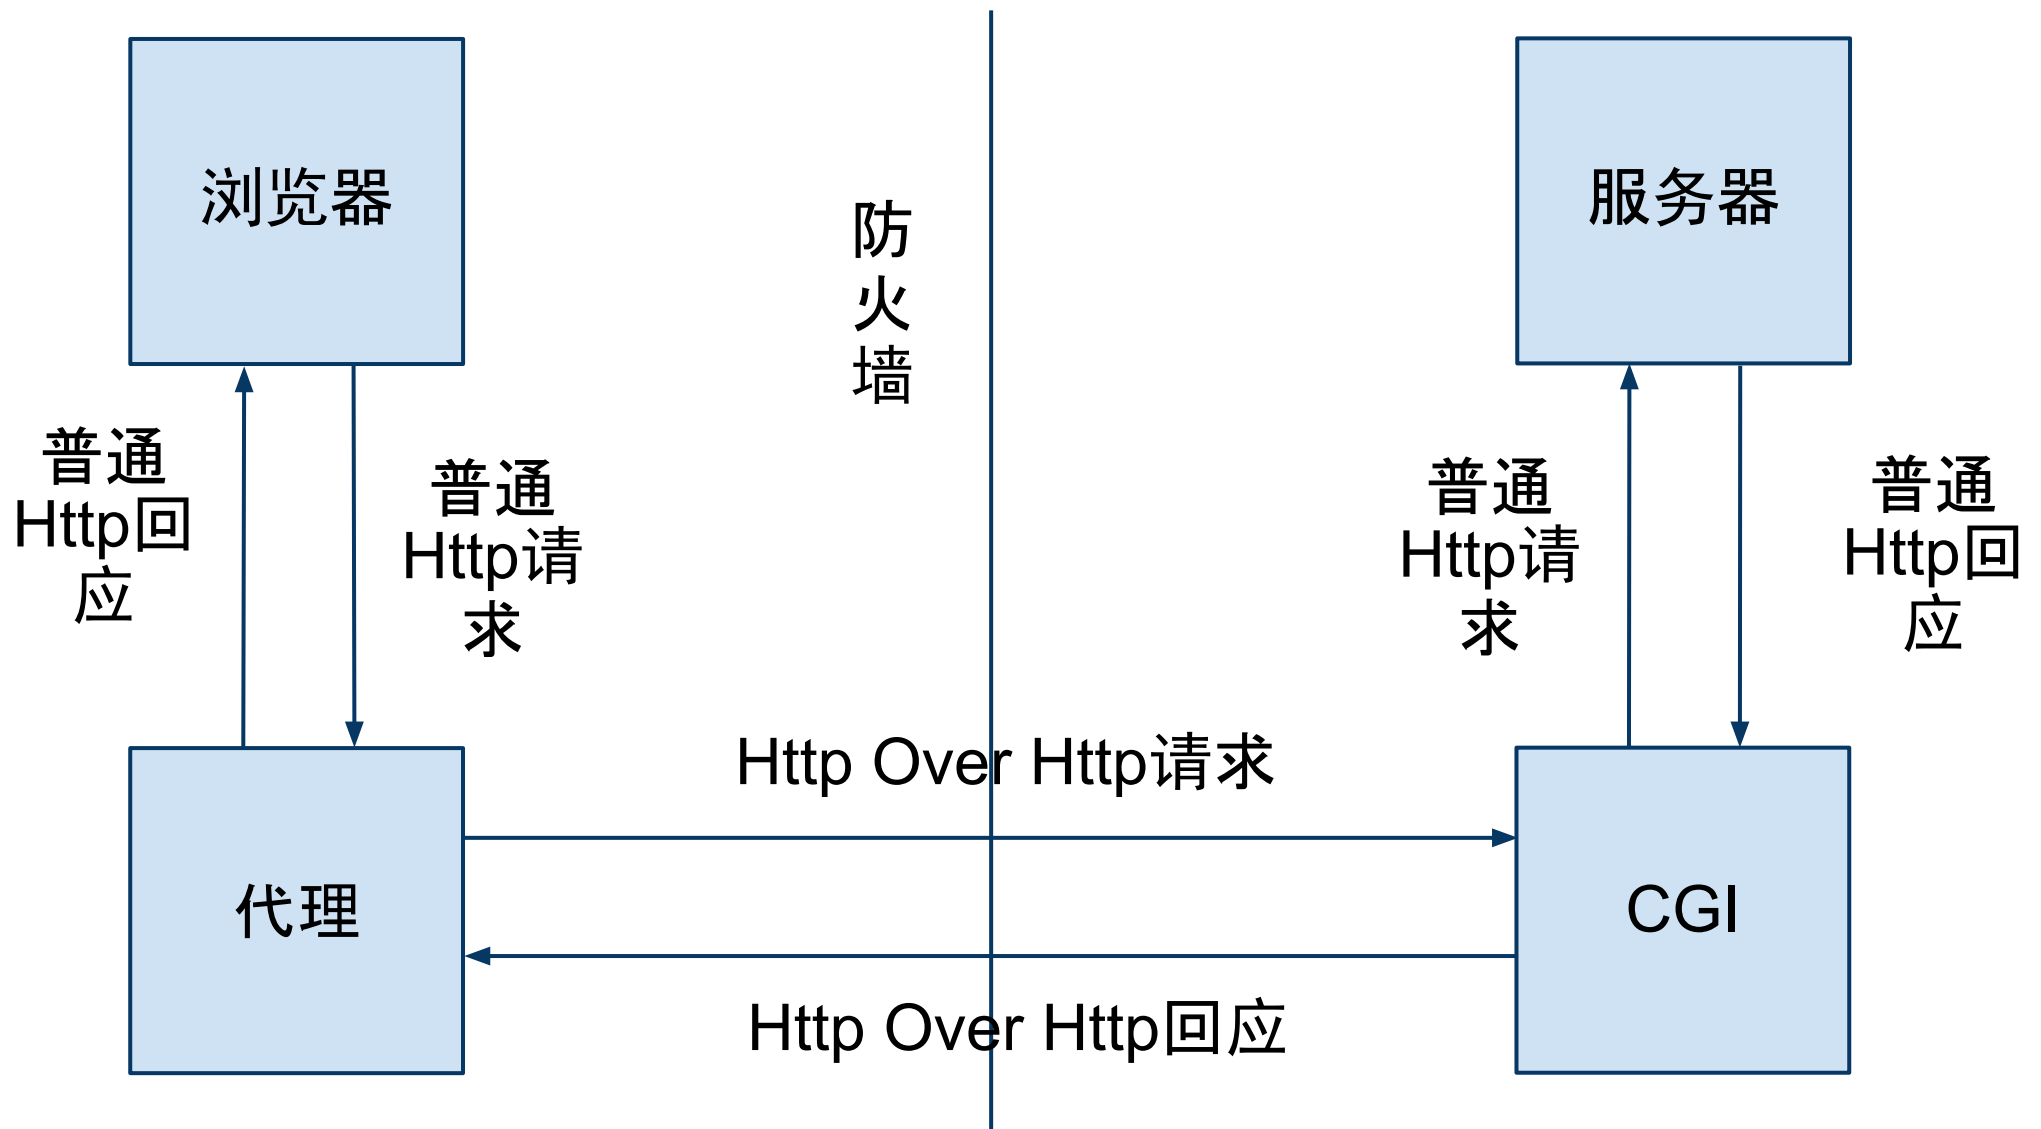 浏览器
服务器
防
火
墙
普通
Http回
应
普通
Http请
求
普通
Http请
求
普通
Http回
应
Http Over Http请求
代理
CGI
Http Over Http回应